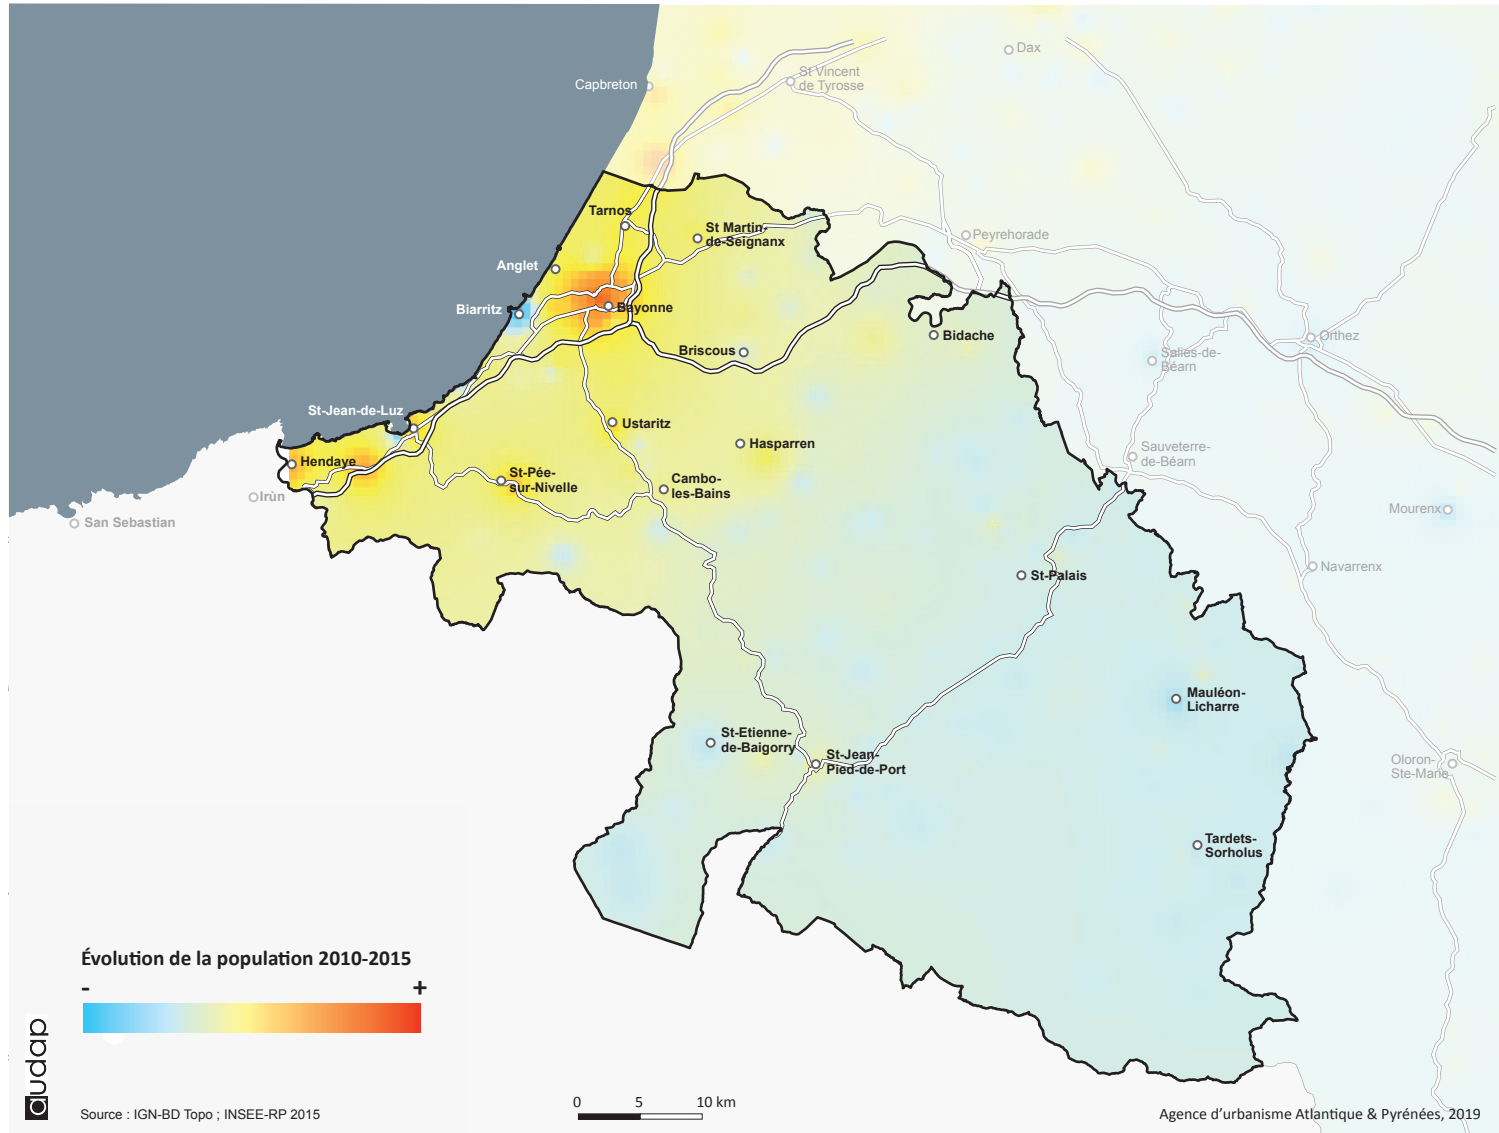 Dax
St Vincent
de Tyrosse
Capbreton
Tarnos
St Martin-
de-Seignanx
Peyrehorade
Anglet
Biarritz
Bayonne
Bidache
Orthez
Briscous
Salies-de-
Béarn
St-Jean-de-Luz
Ustaritz
Hasparren
Sauveterre-
de-Béarn
Hendaye
St-Pée-
sur-Nivelle
Cambo-
les-Bains
Irùn
San Sebastian
Mourenx
St-Palais
Navarrenx
Mauléon-
Licharre
St-Etienne-
de-Baigorry
St-Jean-
Pied-de-Port
Oloron-
Ste-Marie
Tardets-
Sorholus
Évolution de la population 2010-2015
- +
audap
Source : IGN-BD Topo ; INSEE-RP 2015
0 5 10 km
Agence d'urbanisme Atlantique & Pyrénées, 2019